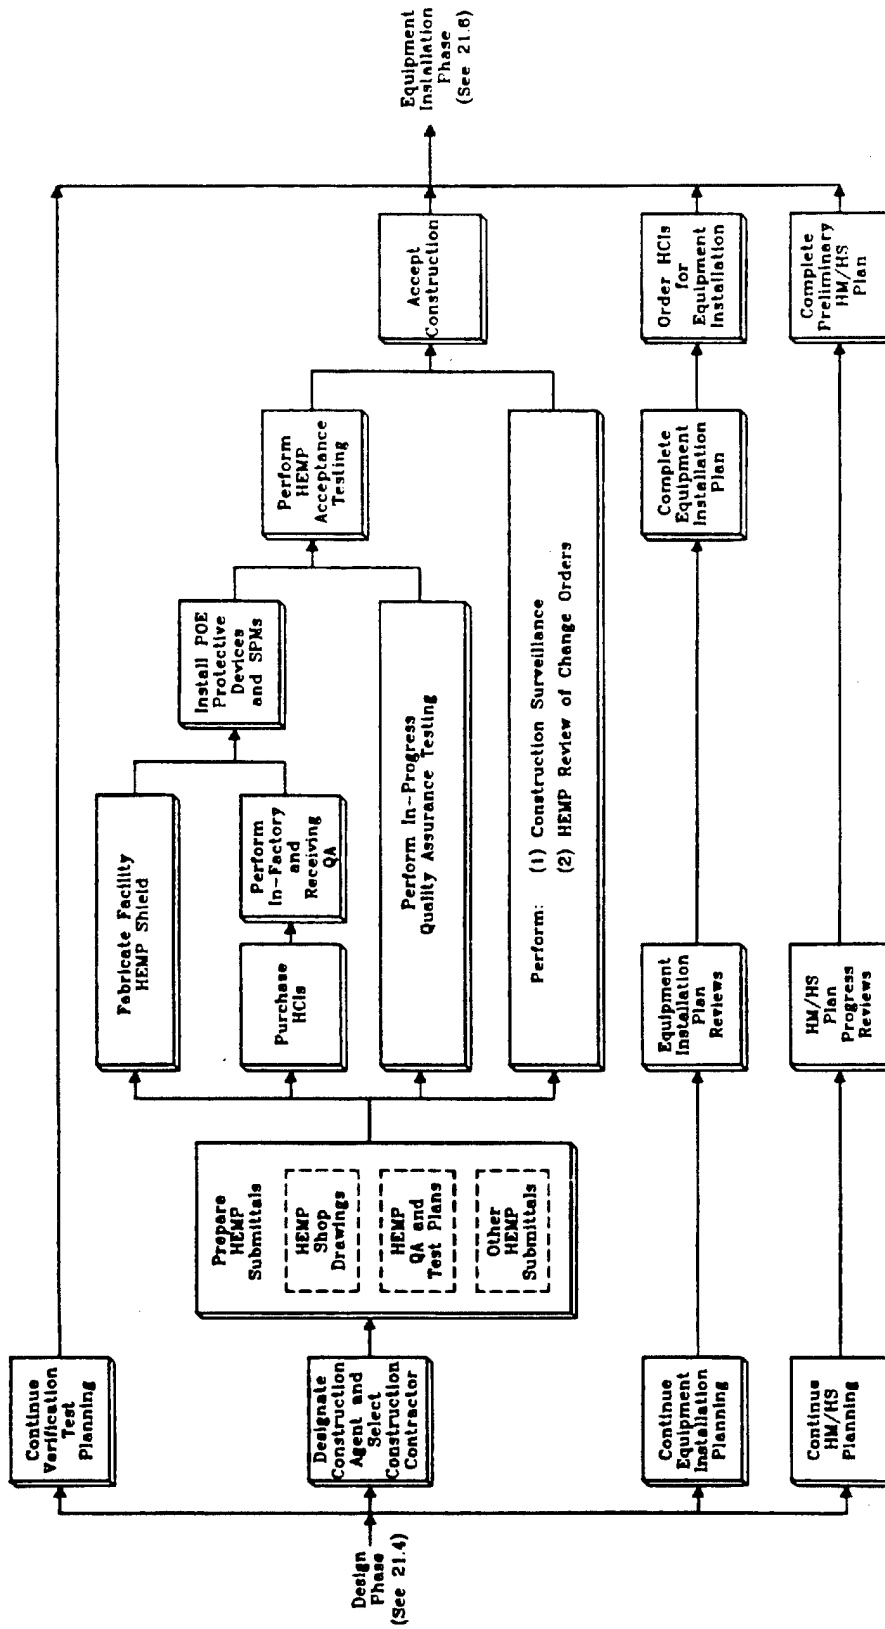 Design
Phase
(See 21.4)
Continue
Verification
Test
Planning
Designate
Construction
Agent and
Select
Construction
Contractor
Prepare
HEMP
Submittals
HEMP
Shop
Drawings
HEMP
QA and
Test Plans
Other
HEMP
Submittals
Fabricate Facility
HEMP Shield
Purchase
HCIs
Perform
In-Factory
and
Receiving
QA
Install POE
Protective
Devices
and SPMs
Perform In-Progress
Quality Assurance Testing
Perform
HEMP
Acceptance
Testing
Perform: (1) Construction Surveillance
(2) HEMP Review of Change Orders
Accept
Construction
Continue
Equipment
Installation
Planning
Equipment
Installation
Plan
Reviews
Complete
Equipment
Installation
Plan
Order HCIs
for
Equipment
Installation
Continue
HM/HS
Planning
HM/HS
Plan
Progress
Reviews
Complete
Preliminary
HM/HS
Plan
Equipment
Installation
Phase
(See 21.6)